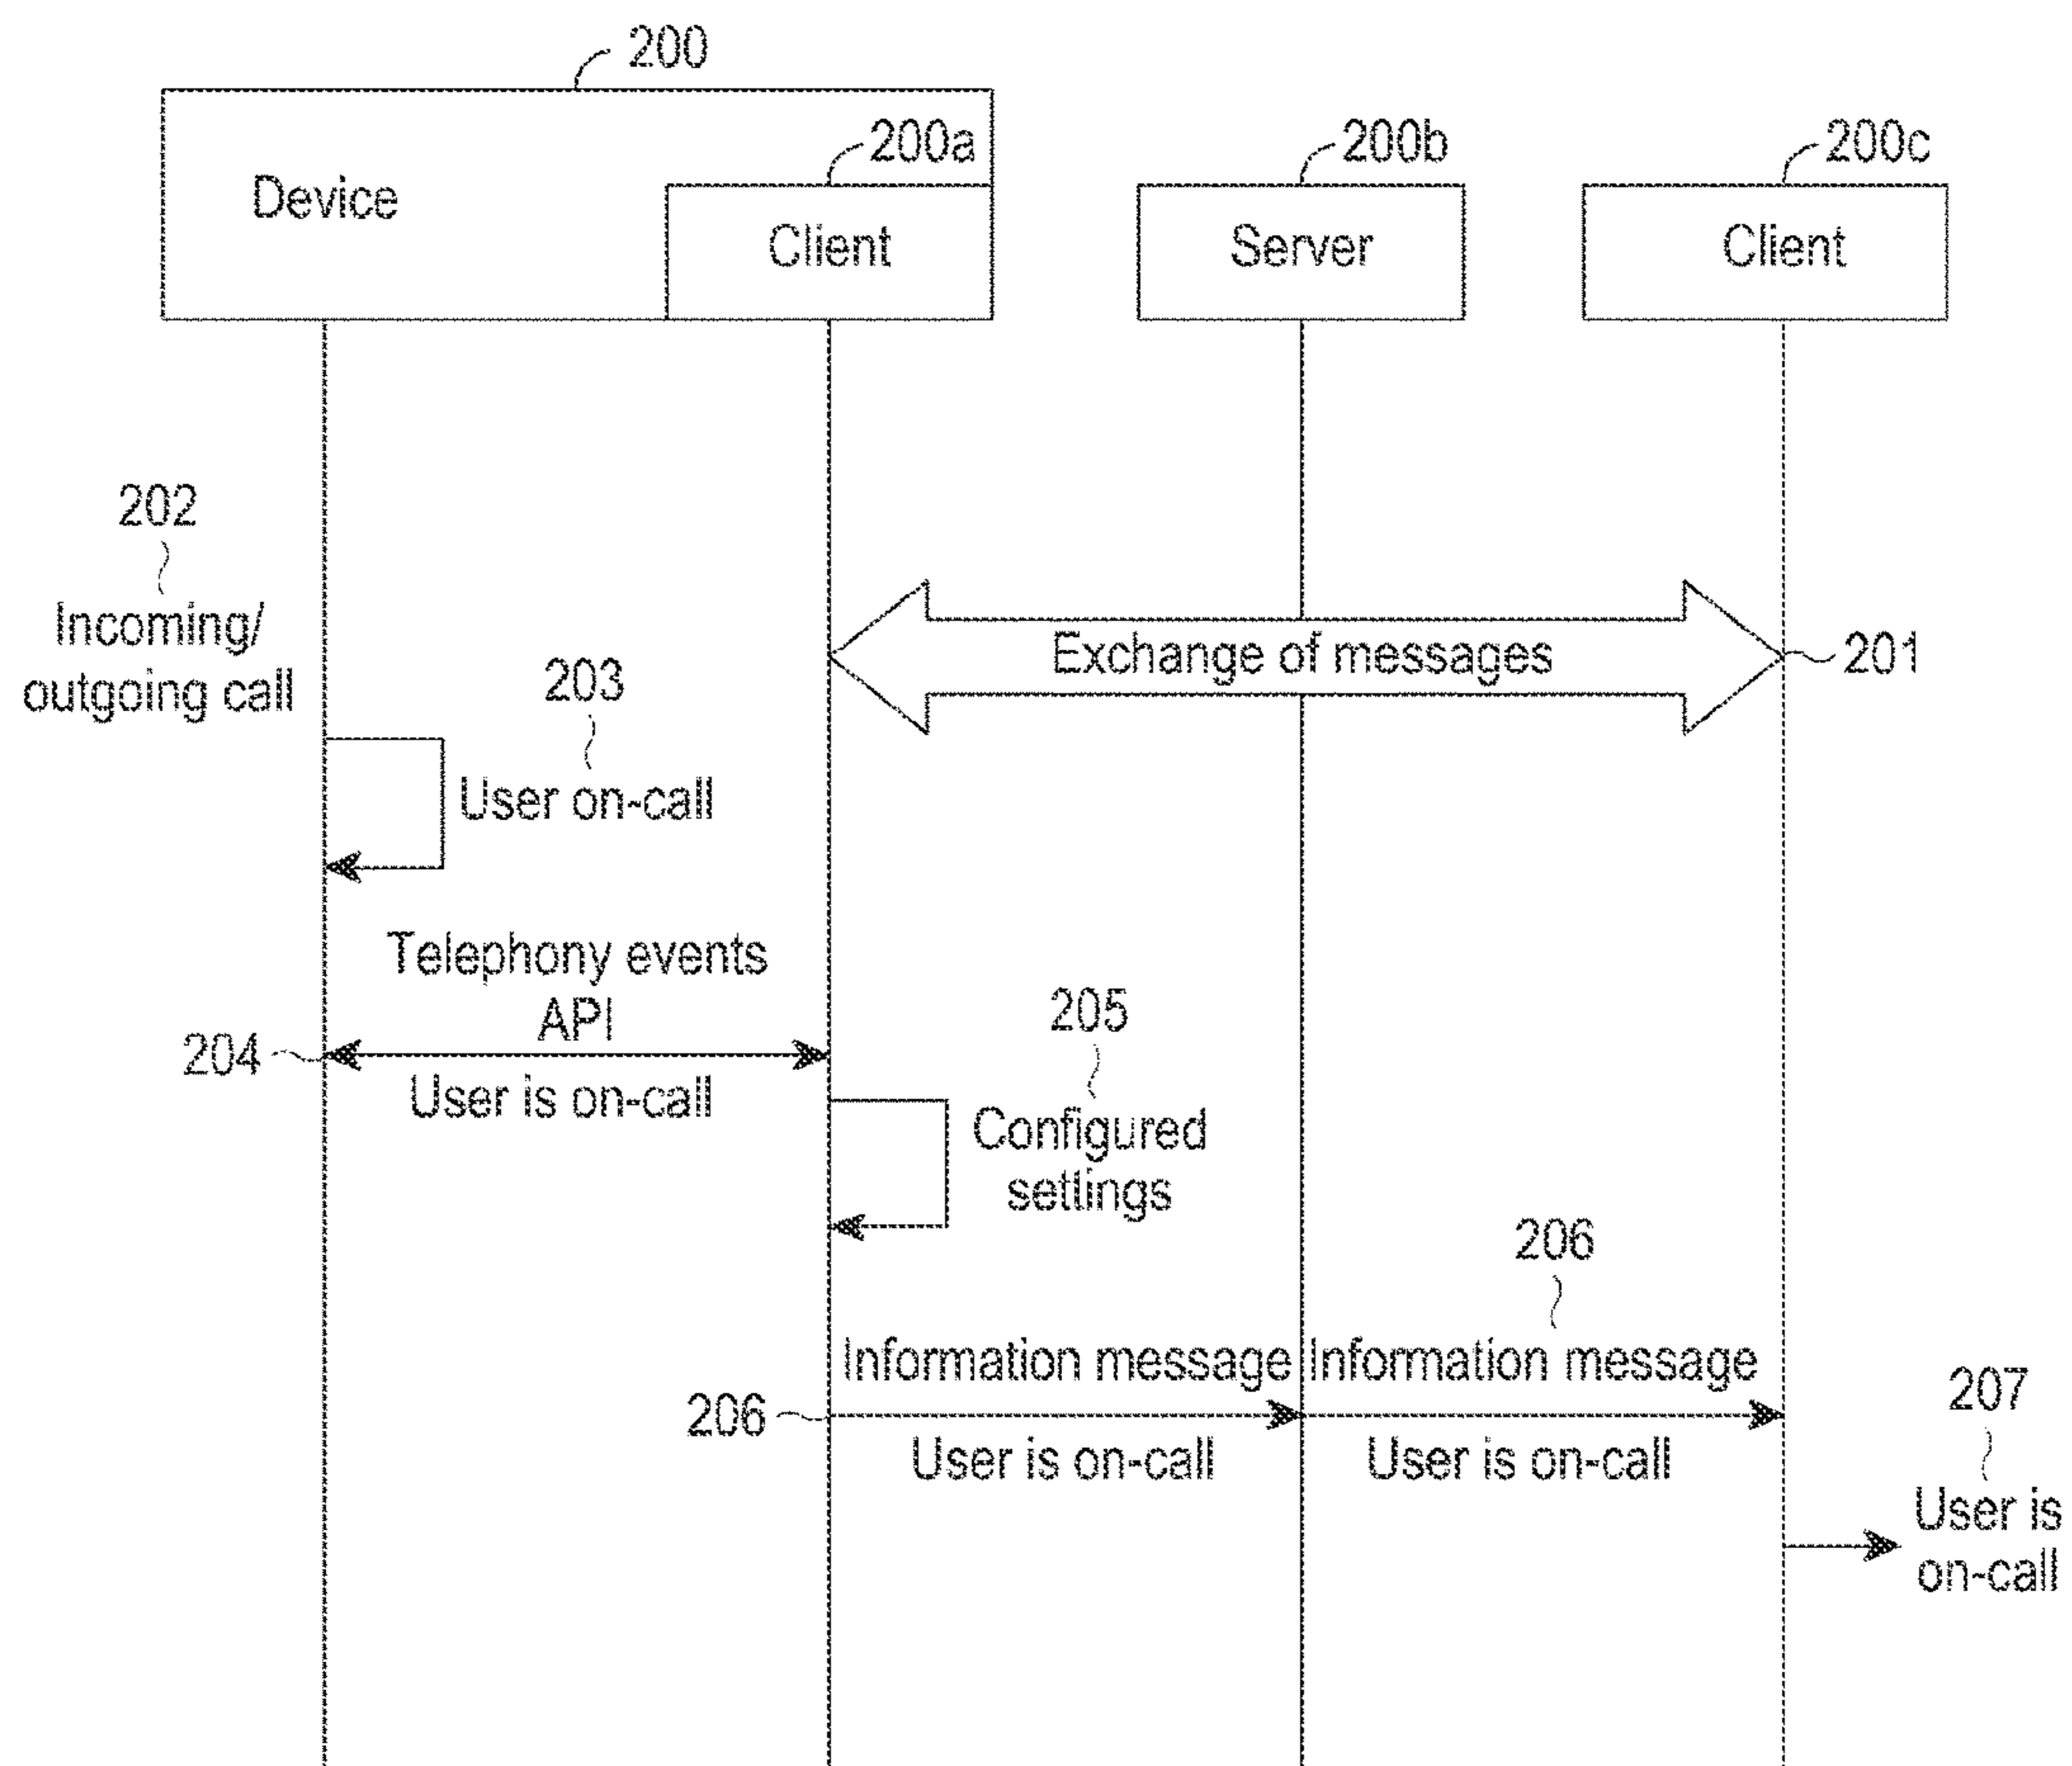 200
200a
200b
200c
Device
Client
Server
Client
202
Incoming/
outgoing call
Exchange of messages
201
203
User on-call
Telephony events
API
204
User is on-call
205
Configured
settings
206
Information message
Information message
206
User is on-call
User is on-call
207
User is
on-call